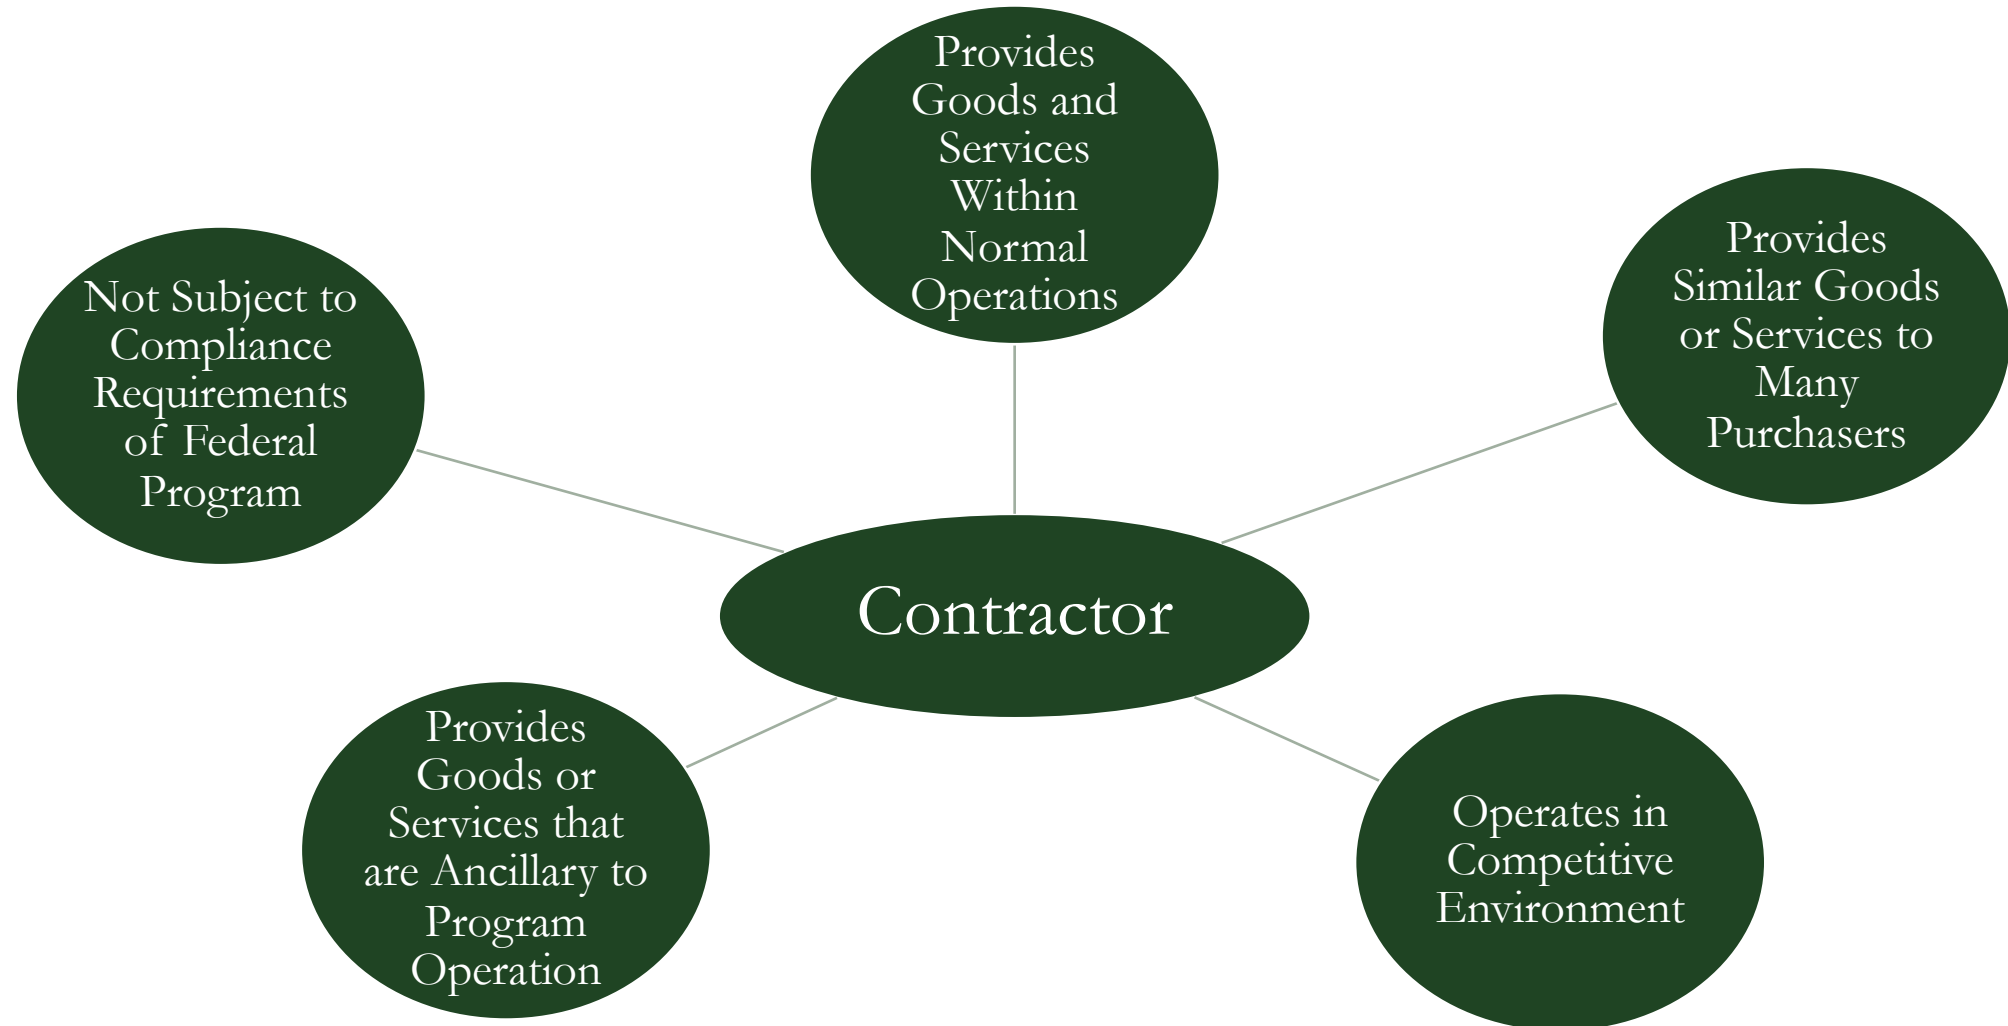 Provides
Goods and
Services
Within
Normal
Operations
Provides
Similar Goods
or Services to
Many
Purchasers
Not Subject to
Compliance
Requirements
of Federal
Program
Contractor
Provides
Goods or
Services that
are Ancillary to
Program
Operation
Operates in
Competitive
Environment